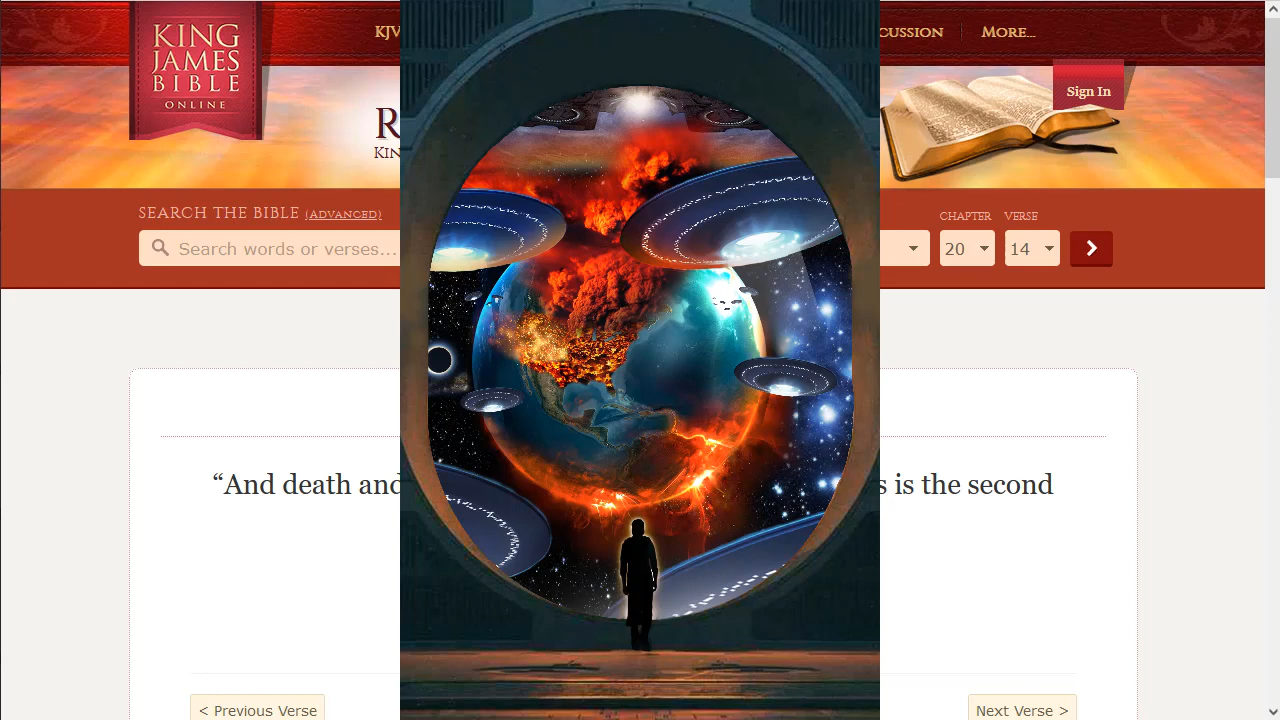 KING
JAMES
BIBLE
ONLINE
KJV
CUSSION
More...
Sign In
R
KIN
SEARCH THE BIBLE (Advanced)
CHAPTER VERSE
Search words or verses...
20
14
“And death and
s is the second
< Previous Verse
Next Verse >